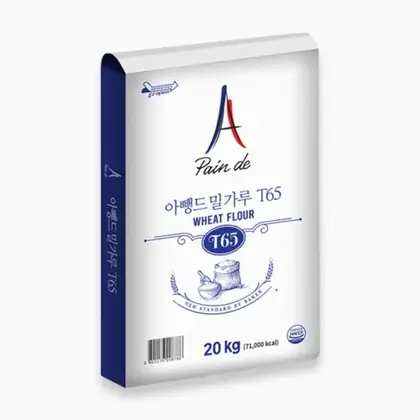 A
Pain de
아뺑드 밀가루 T65
WHEAT FLOUR
T65
NEW STANDARD BY BAKER
20 kg (71,000 kcal)
HACCP
A
아뺑드 밀가루 T65